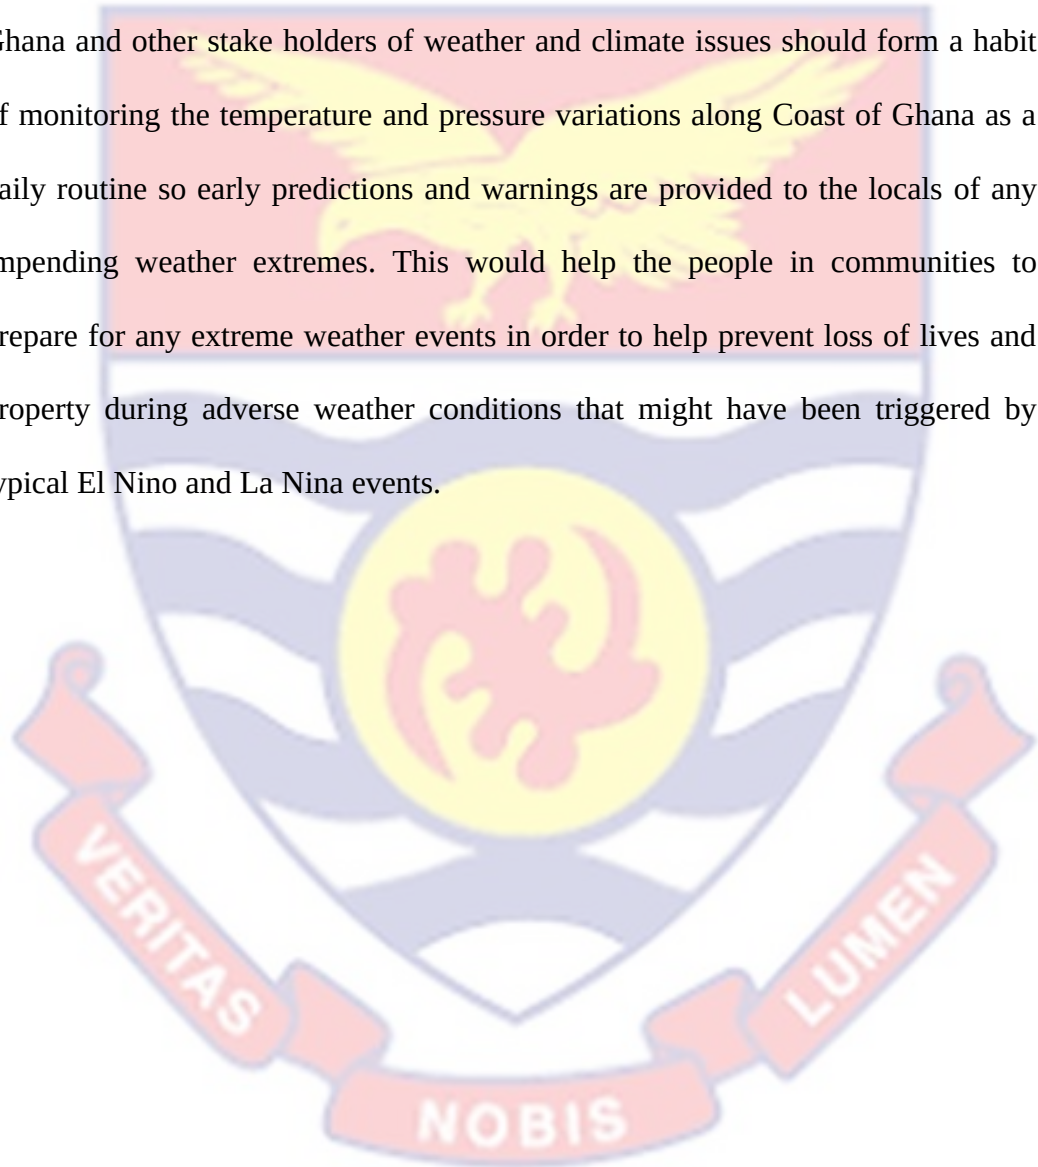 Ghana and other stake holders of weather and climate issues should form a habit
f monitoring the temperature and pressure variations along Coast of Ghana as a
aily routine so early predictions and warnings are provided to the locals of any
mpending weather extremes. This would help the people in communities to
repare for any extreme weather events in order to help prevent loss of lives and
roperty during adverse weather conditions that might have been triggered by
ypical El Nino and La Nina events.
VERITAS
NOBIS
LUMEN